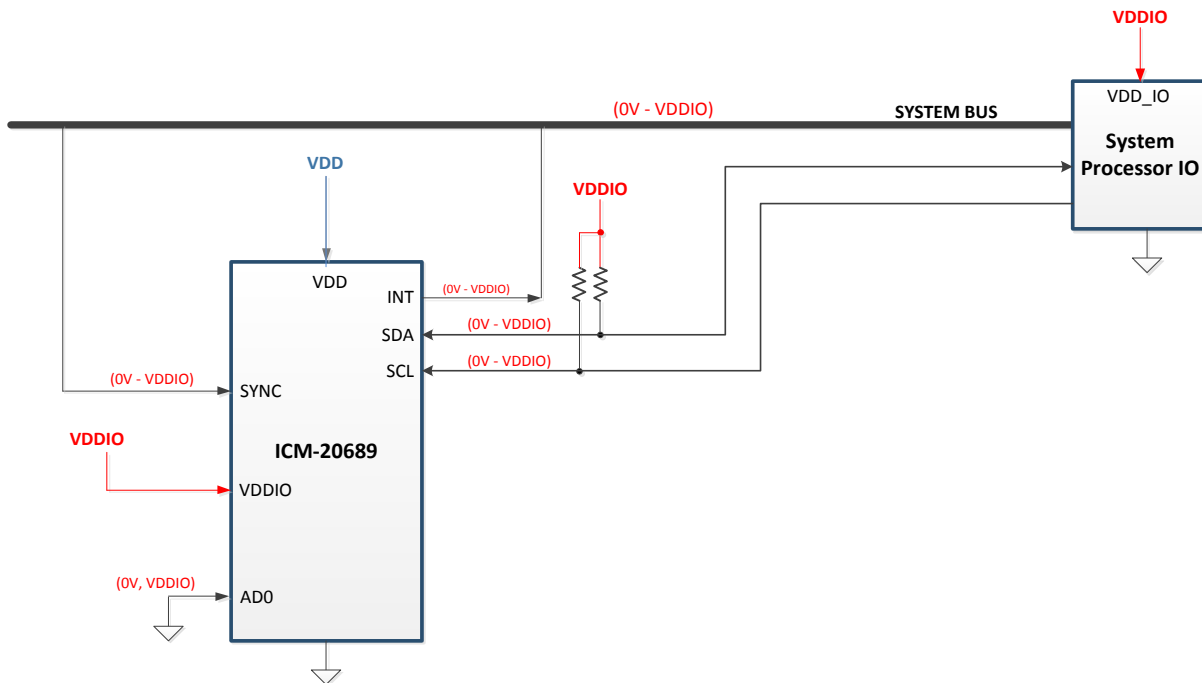 VDDIO
VDD_IO
(0V - VDDIO)
SYSTEM BUS
System
Processor IO
VDD
VDDIO
VDD
INT
(0V - VDDIO)
SDA
(0V - VDDIO)
SCL
(0V - VDDIO)
(0V - VDDIO)
SYNC
VDDIO
ICM-20689
VDDIO
(0V, VDDIO)
AD0